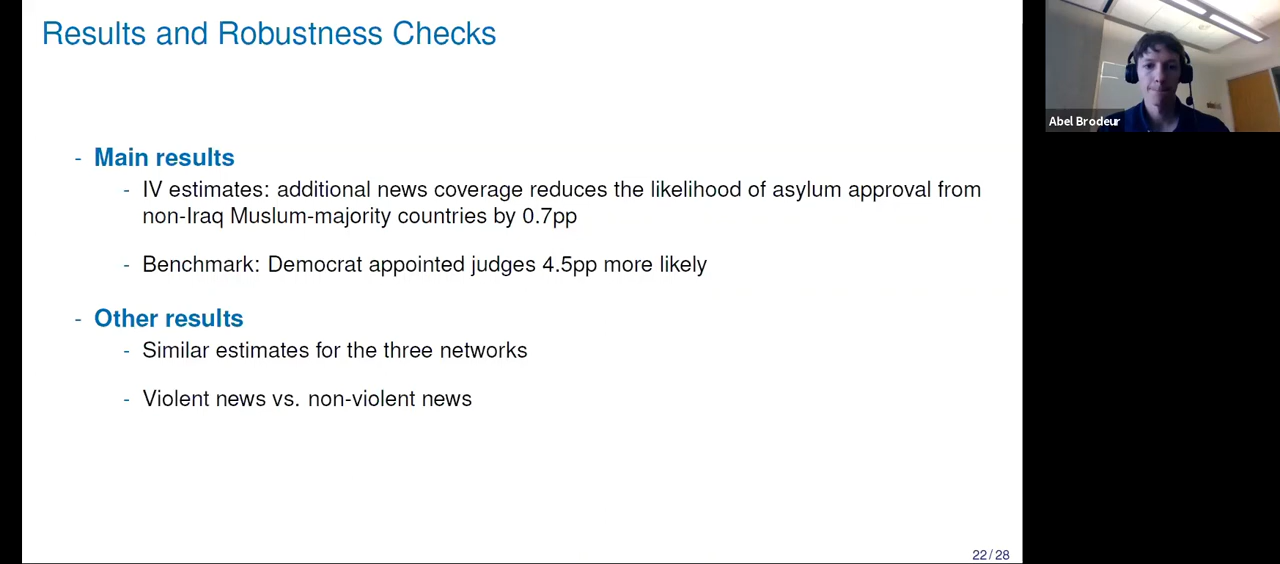 Results and Robustness Checks
- Main results
- IV estimates: additional news coverage reduces the likelihood of asylum approval from
non-Iraq Muslum-majority countries by 0.7pp
- Benchmark: Democrat appointed judges 4.5pp more likely
- Other results
- Similar estimates for the three networks
- Violent news vs. non-violent news
22 / 28
Abel Brodeur